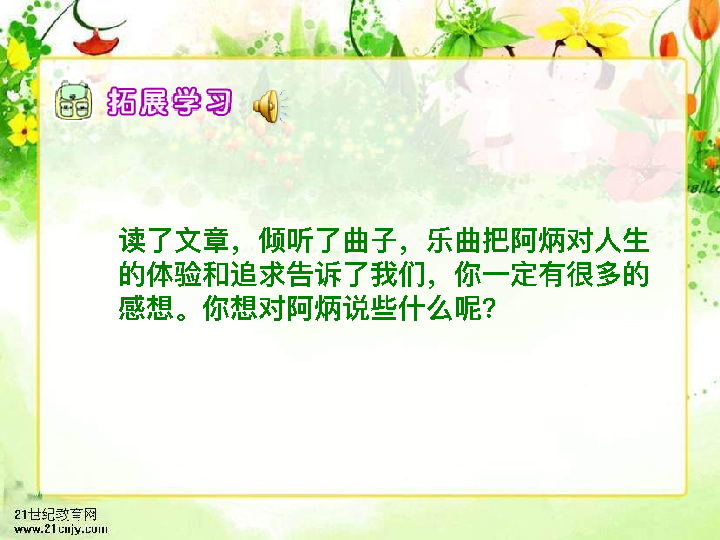 拓展学习
读了文章，倾听了曲子，乐曲把阿炳对人生
的体验和追求告诉了我们，你一定有很多的
感想。你想对阿炳说些什么呢？
21世纪教育网
www.21cnjy.com